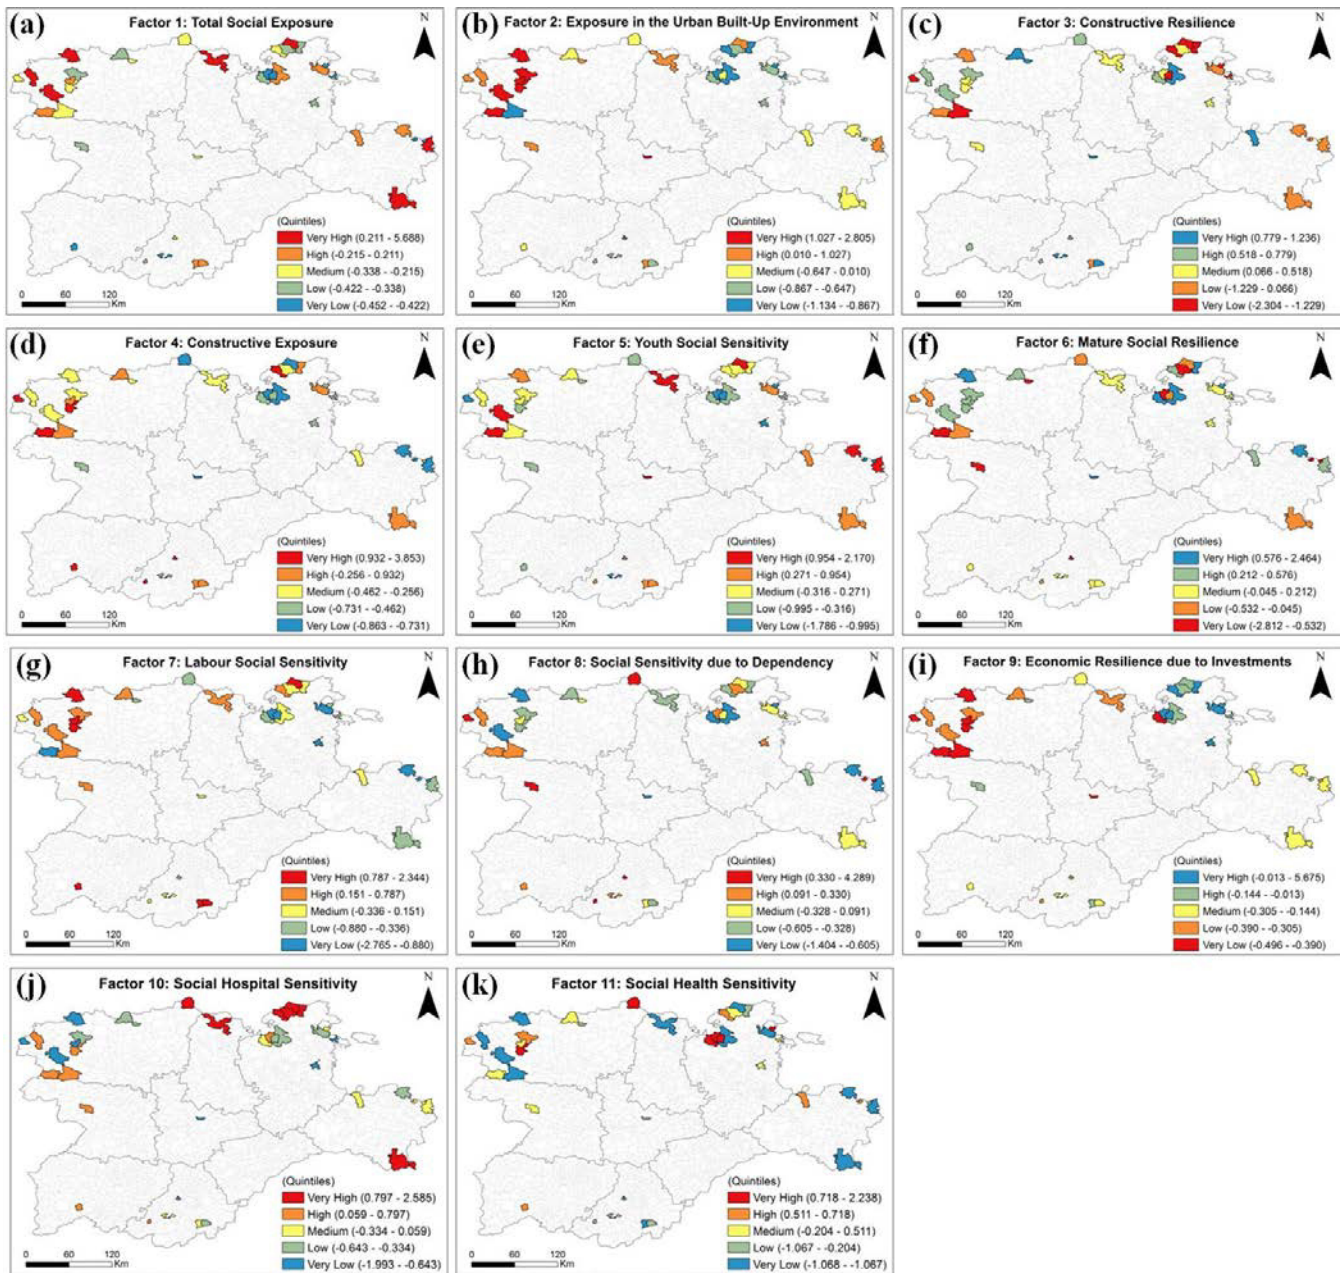 (a) Factor 1: Total Social Exposure
N
(Quintiles)
Very High (0.211 - 5.688)
High (-0.215 - 0.211)
Medium (-0.338 - -0.215)
Low (-0.422 - -0.338)
Very Low (-0.452 - -0.422)
0 60 120
Km
(b) Factor 2: Exposure in the Urban Built-Up Environment
N
(Quintiles)
Very High (1.027 - 2.805)
High (0.010 - 1.027)
Medium (-0.647 - 0.010)
Low (-0.867 - -0.647)
Very Low (-1.134 - -0.867)
0 60 120
Km
(c) Factor 3: Constructive Resilience
N
(Quintiles)
Very High (0.779 - 1.236)
High (0.518 - 0.779)
Medium (0.066 - 0.518)
Low (-1.229 - 0.066)
Very Low (-2.304 - -1.229)
0 60 120
Km
(d) Factor 4: Constructive Exposure
N
(Quintiles)
Very High (0.932 - 3.853)
High (-0.256 - 0.932)
Medium (-0.462 - -0.256)
Low (-0.731 - -0.462)
Very Low (-0.863 - -0.731)
0 60 120
Km
(e) Factor 5: Youth Social Sensitivity
N
(Quintiles)
Very High (0.954 - 2.170)
High (0.271 - 0.954)
Medium (-0.316 - 0.271)
Low (-0.995 - -0.316)
Very Low (-1.786 - -0.995)
0 60 120
Km
(f) Factor 6: Mature Social Resilience
N
(Quintiles)
Very High (0.576 - 2.464)
High (0.212 - 0.576)
Medium (-0.045 - 0.212)
Low (-0.532 - -0.045)
Very Low (-2.812 - -0.532)
0 60 120
Km
(g) Factor 7: Labour Social Sensitivity
N
(Quintiles)
Very High (0.787 - 2.344)
High (0.151 - 0.787)
Medium (-0.336 - 0.151)
Low (-0.880 - -0.336)
Very Low (-2.765 - -0.880)
0 60 120
Km
(h) Factor 8: Social Sensitivity due to Dependency
N
(Quintiles)
Very High (0.330 - 4.289)
High (0.091 - 0.330)
Medium (-0.328 - 0.091)
Low (-0.605 - -0.328)
Very Low (-1.404 - -0.605)
0 60 120
Km
(i) Factor 9: Economic Resilience due to Investments
N
(Quintiles)
Very High (-0.013 - 5.675)
High (-0.144 - -0.013)
Medium (-0.305 - -0.144)
Low (-0.390 - -0.305)
Very Low (-0.496 - -0.390)
0 60 120
Km
(j) Factor 10: Social Hospital Sensitivity
N
(Quintiles)
Very High (0.797 - 2.585)
High (0.059 - 0.797)
Medium (-0.334 - 0.059)
Low (-0.643 - -0.334)
Very Low (-1.993 - -0.643)
0 60 120
Km
(k) Factor 11: Social Health Sensitivity
N
(Quintiles)
Very High (0.718 - 2.238)
High (0.511 - 0.718)
Medium (-0.204 - 0.511)
Low (-1.067 - -0.204)
Very Low (-1.068 - -1.067)
0 60 120
Km